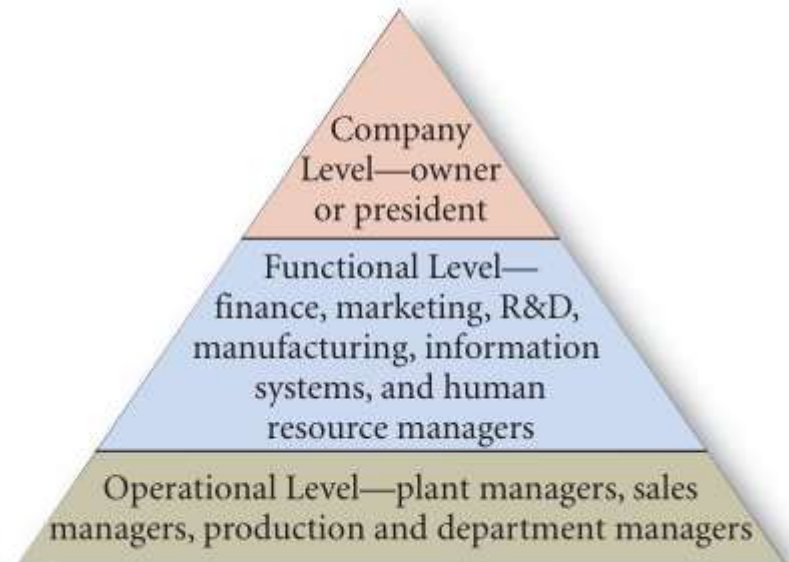 Company
Level—owner
or president
Functional Level—
finance, marketing, R&D,
manufacturing, information
systems, and human
resource managers
Operational Level—plant managers, sales
managers, production and department managers